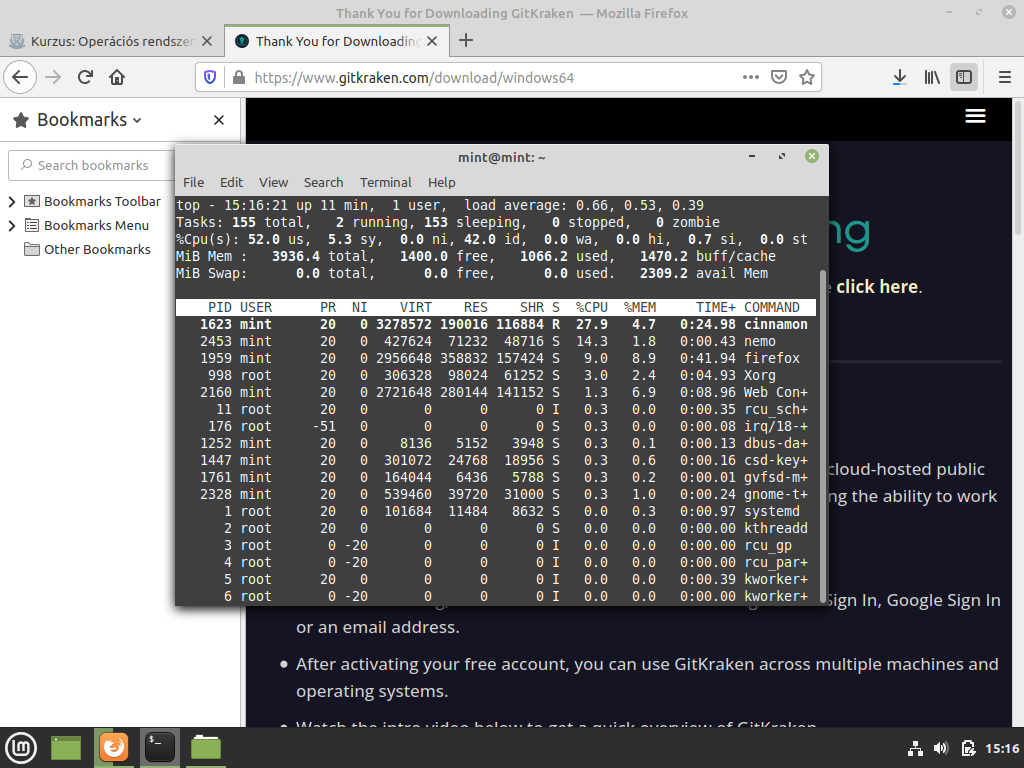 Thank You for Downloading GitKraken — Mozilla Firefox
Kurzus: Operációs rendszer
Thank You for Downloading
https://www.gitkraken.com/download/windows64
Bookmarks
Search bookmarks
Bookmarks Toolbar
Bookmarks Menu
Other Bookmarks
mint@mint: ~
File Edit View Search Terminal Help
top - 15:16:21 up 11 min, 1 user, load average: 0.66, 0.53, 0.39
Tasks: 155 total, 2 running, 153 sleeping, 0 stopped, 0 zombie
%Cpu(s): 52.0 us, 5.3 sy, 0.0 ni, 42.0 id, 0.0 wa, 0.0 hi, 0.7 si, 0.0 st
MiB Mem : 3936.4 total, 1400.0 free, 1066.2 used, 1470.2 buff/cache
MiB Swap: 0.0 total, 0.0 free, 0.0 used. 2309.2 avail Mem
PID USER PR NI VIRT RES SHR S %CPU %MEM TIME+ COMMAND
1623 mint 20 0 3278572 190016 116884 R 27.9 4.7 0:24.98 cinnamon
2453 mint 20 0 427624 71232 48716 S 14.3 1.8 0:00.43 nemo
1959 mint 20 0 2956648 358832 157424 S 9.0 8.9 0:41.94 firefox
998 root 20 0 306328 98024 61252 S 3.0 2.4 0:04.93 Xorg
2160 mint 20 0 2721648 280144 141152 S 1.3 6.9 0:08.96 Web Con+
11 root 20 0 0 0 0 I 0.3 0.0 0:00.35 rcu_sch+
176 root -51 0 0 0 0 S 0.3 0.0 0:00.08 irq/18-+
1252 mint 20 0 8136 5152 3948 S 0.3 0.1 0:00.13 dbus-da+
1447 mint 20 0 301072 24768 18956 S 0.3 0.6 0:00.16 csd-key+
1761 mint 20 0 164044 6436 5788 S 0.3 0.2 0:00.01 gvfsd-m+
2328 mint 20 0 539460 39720 31000 S 0.3 1.0 0:00.24 gnome-t+
1 root 20 0 101684 11484 8632 S 0.0 0.3 0:00.97 systemd
2 root 20 0 0 0 0 S 0.0 0.0 0:00.00 kthreadd
3 root 0 -20 0 0 0 I 0.0 0.0 0:00.00 rcu_gp
4 root 0 -20 0 0 0 I 0.0 0.0 0:00.00 rcu_par+
5 root 20 0 0 0 0 I 0.0 0.0 0:00.39 kworker+
6 root 0 -20 0 0 0 I 0.0 0.0 0:00.00 kworker+
ng
e click here.
cloud-hosted public
ng the ability to work
Sign In, Google Sign In
or an email address.
• After activating your free account, you can use GitKraken across multiple machines and
operating systems.
• Watch the intro video below to get a quick overview of GitKraken
15:16